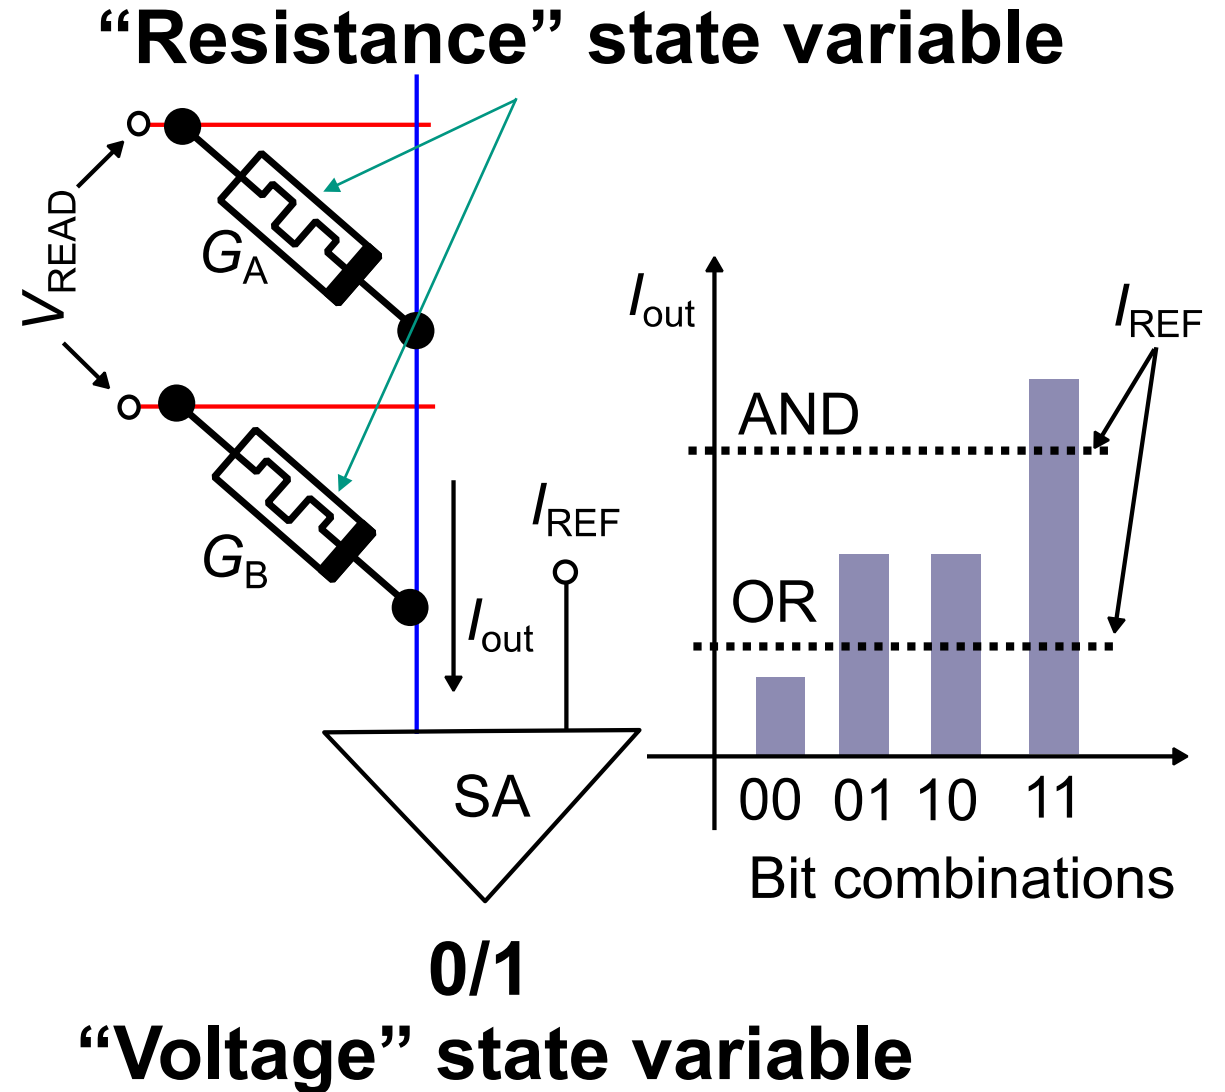 “Resistance” state variable
V_READ
G_A
G_B
I_out
I_REF
SA
0/1
“Voltage” state variable
I_out
I_REF
AND
OR
00 01 10 11
Bit combinations